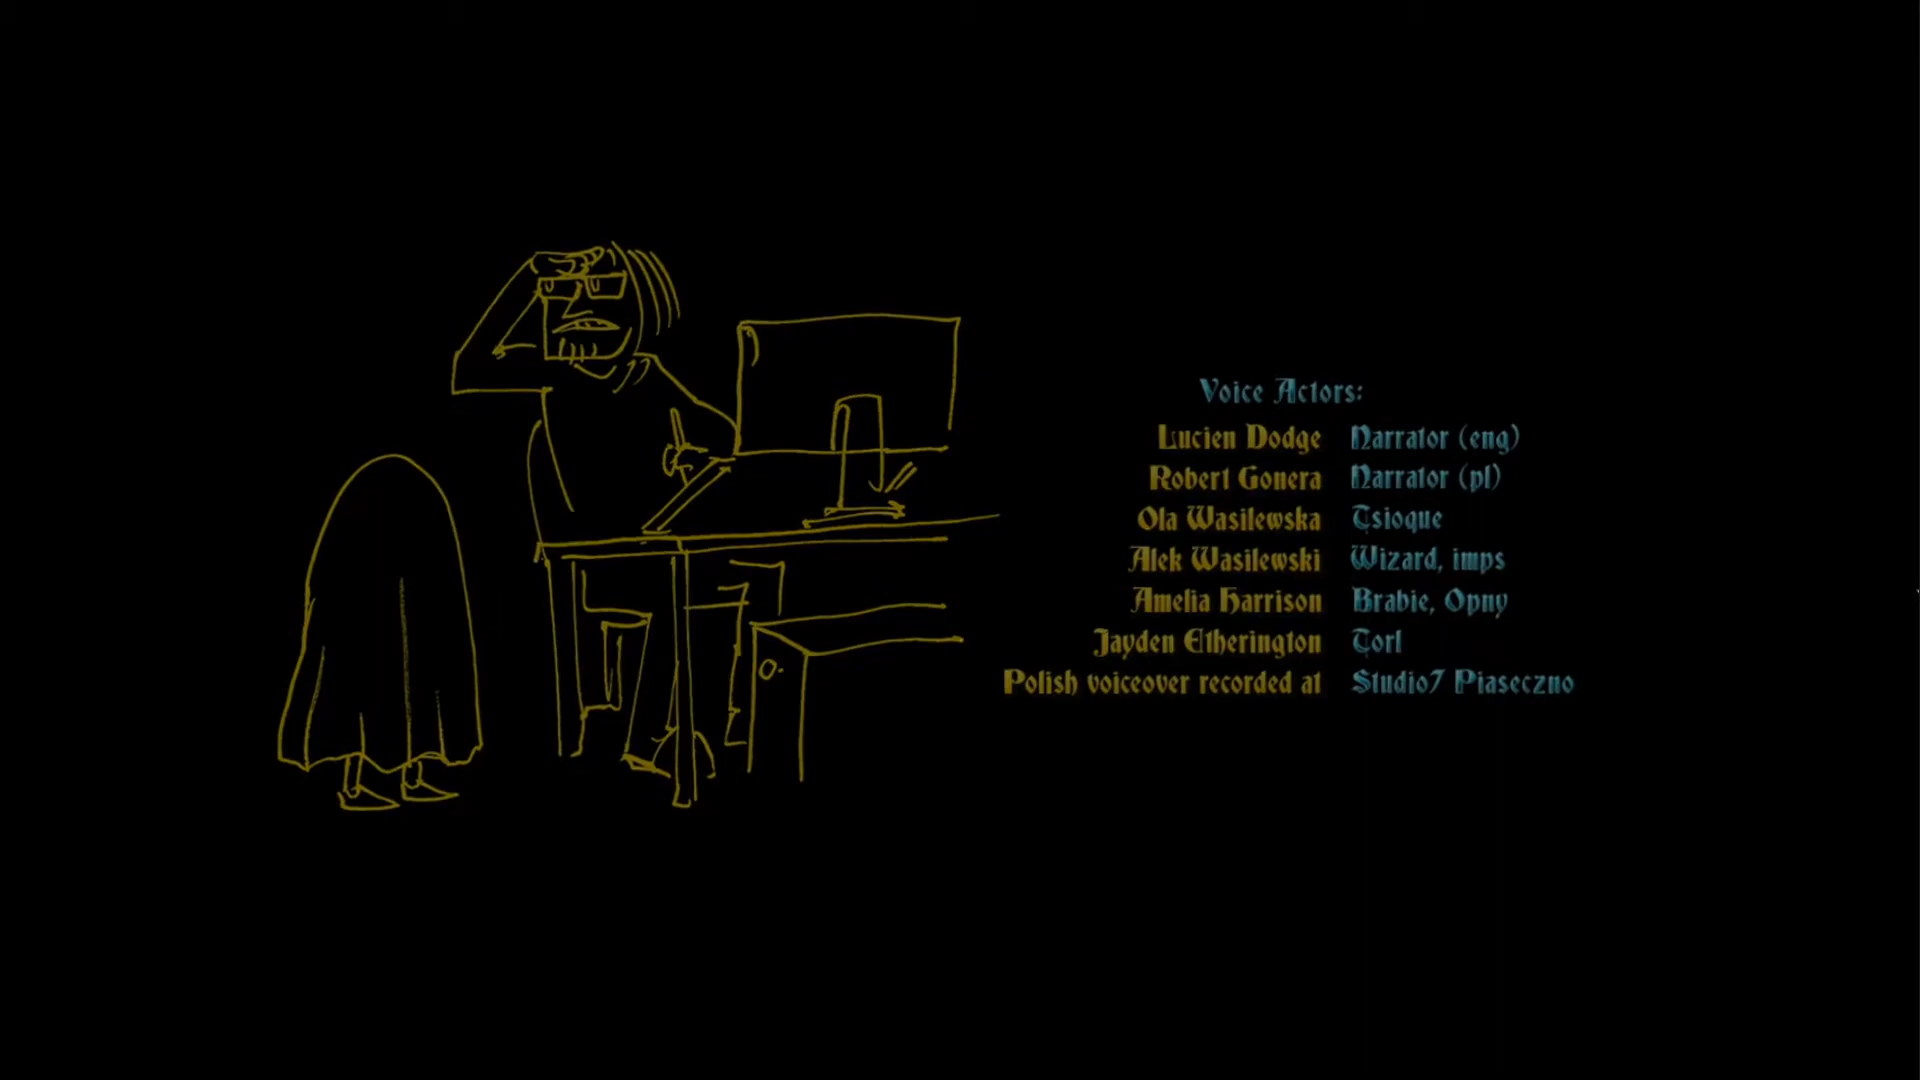 Voice Actors:
Lucien Dodge Narrator (eng)
Robert Gonera Narrator (pl)
Ola Wasilewska Tsioque
Alek Wasilewski Wizard, imps
Amelia Harrison Brabie, Opny
Jayden Etherington Torl
Polish voiceover recorded at Studio7 Piaseczno